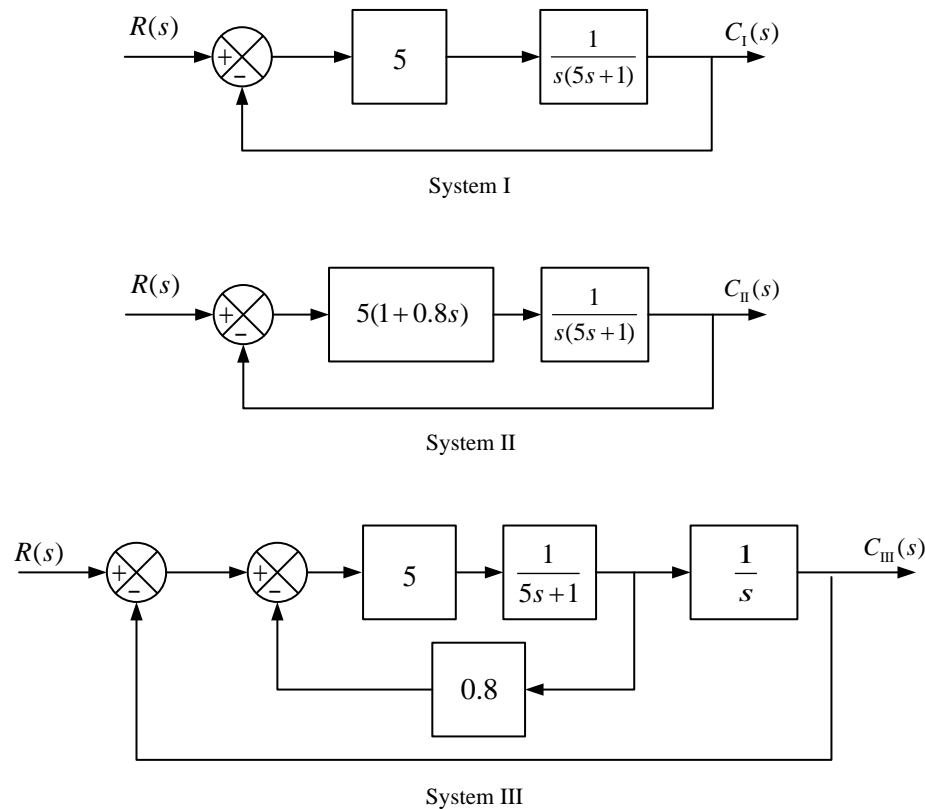 R(s)
+
−
5
1
s(5s+1)
C_I(s)
System I
R(s)
+
−
5(1+0.8s)
1
s(5s+1)
C_II(s)
System II
R(s)
+
−
+
−
5
1
5s+1
1
s
C_III(s)
0.8
System III